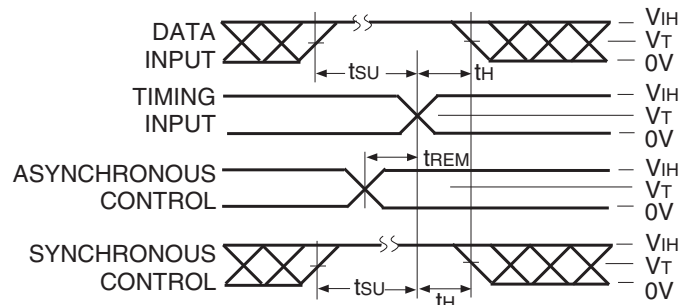 DATA INPUT
tSU
tH
VIH
VT
0V
TIMING INPUT
VIH
VT
0V
tREM
ASYNCHRONOUS CONTROL
VIH
VT
0V
SYNCHRONOUS CONTROL
tSU
tH
VIH
VT
0V